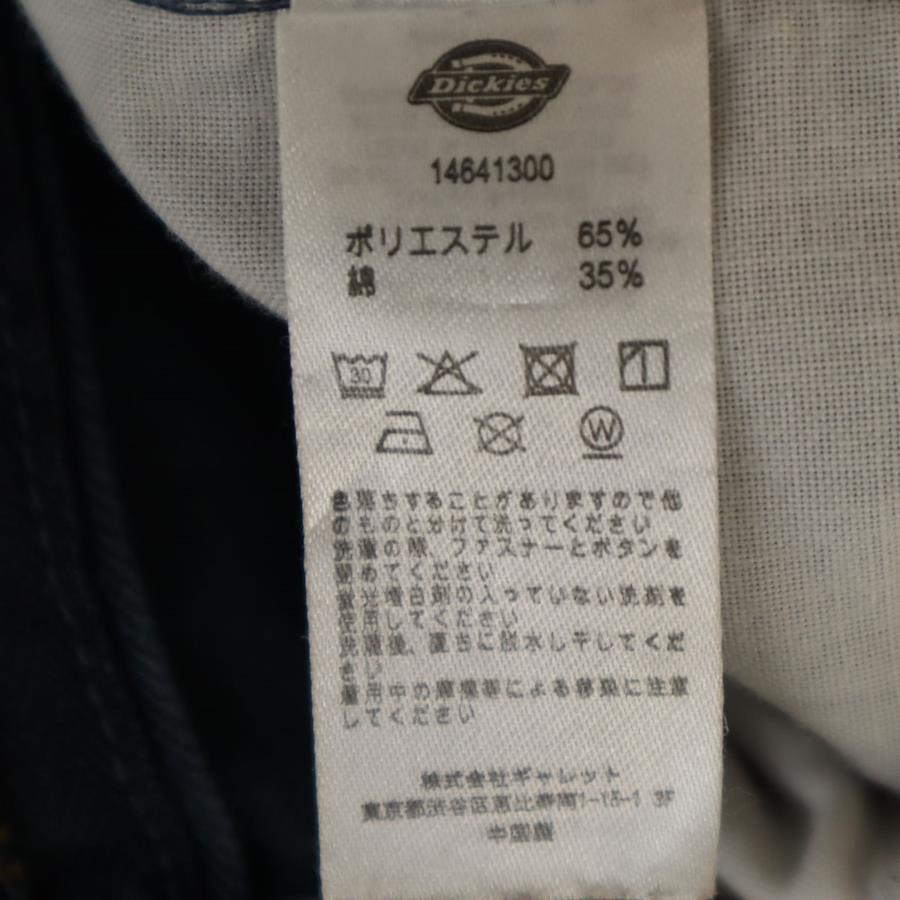 Dickies
14641300
ポリエステル 65%
綿 35%
30
W
色落ちすることがありますので他
のものと分けて洗ってください
洗濯の際、ファスナーとボタンを
閉めてください
蛍光増白剤の入っていない洗剤を
使用してください
洗濯後、直ちに脱水し干してくだ
さい
着用中の摩擦等による移染に注意
してください
株式会社ギャレット
東京都渋谷区恵比寿南1-15-1 3F
中国製